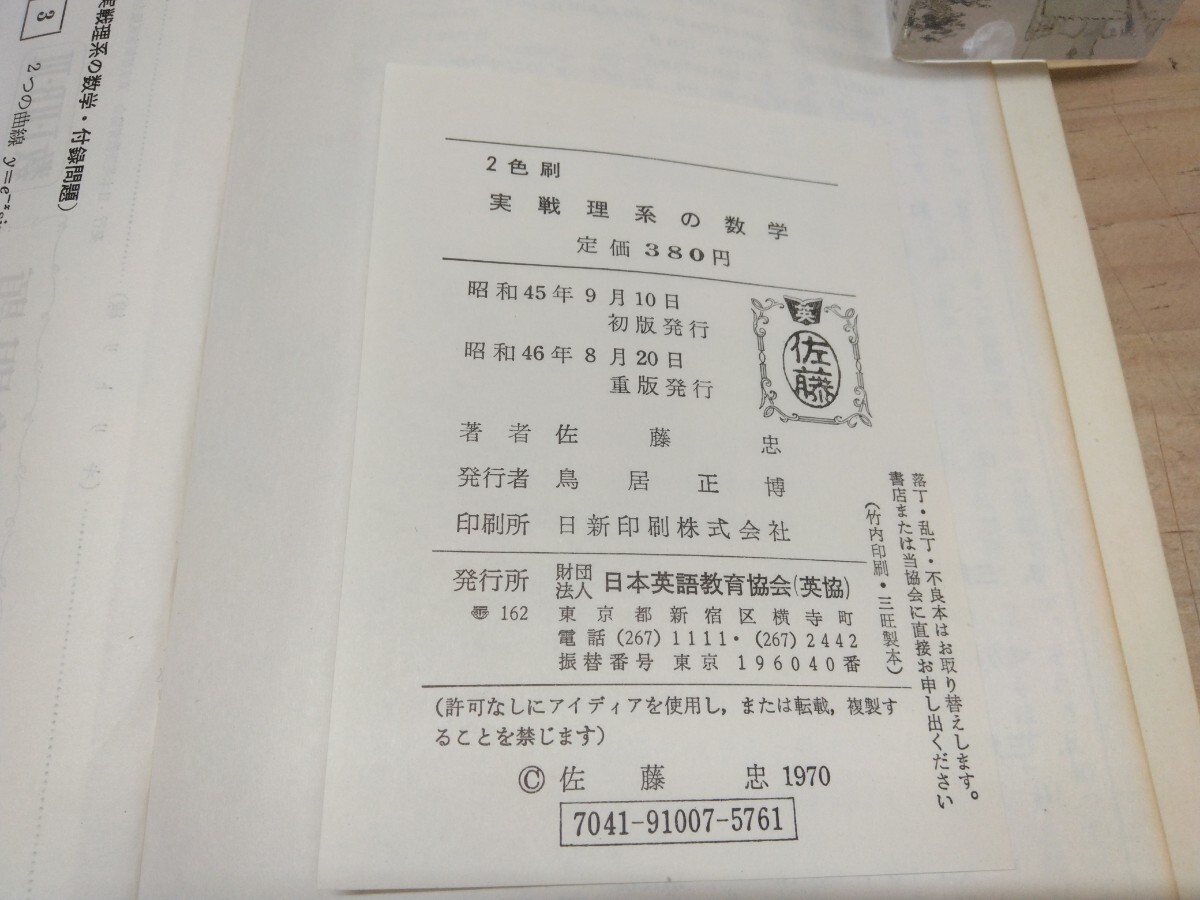 実戦理系の数学・付録問題)
3
2つの曲線 y=e⁻ˣ
2色刷
実戦理系の数学
定価380円
昭和45年9月10日
初版発行
昭和46年8月20日
重版発行
英
佐藤
著者 佐藤忠
発行者 鳥居正博
印刷所 日新印刷株式会社
発行所 財団法人 日本英語教育協会(英協)
〠 162 東京都新宿区横寺町
電話 (267) 1111・(267) 2442
振替番号 東京 196040番
落丁・乱丁・不良本はお取り替えします。
書店または当協会に直接お申し出ください
(竹内印刷・三旺製本)
(許可なしにアイディアを使用し,または転載,複製す
ることを禁じます)
© 佐藤忠 1970
7041-91007-5761